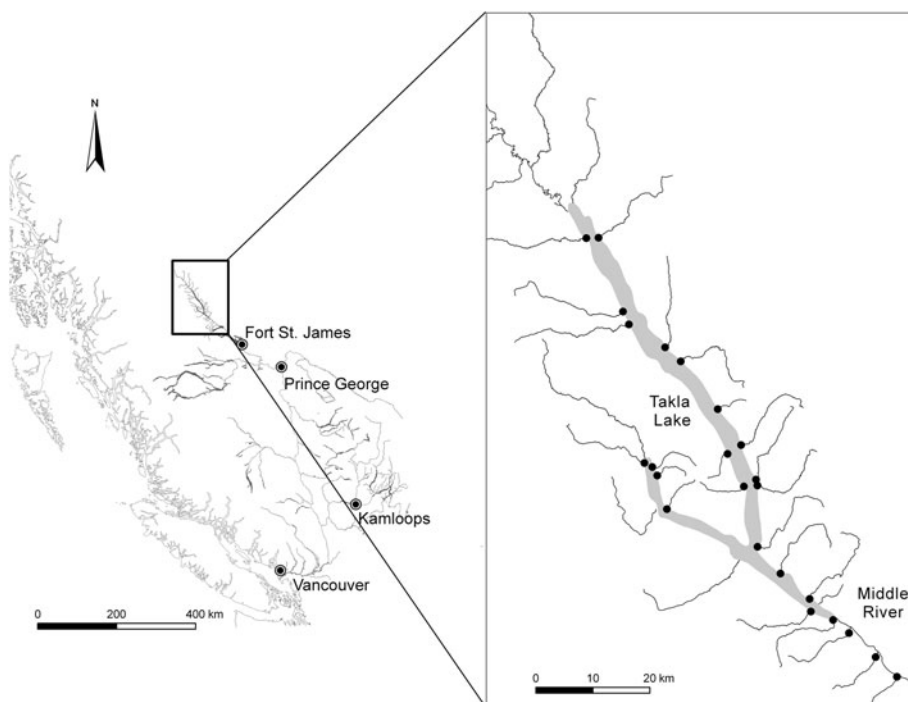 N
Fort St. James
Prince George
Kamloops
Vancouver
0 200 400 km
Takla
Lake
Middle
River
0 10 20 km